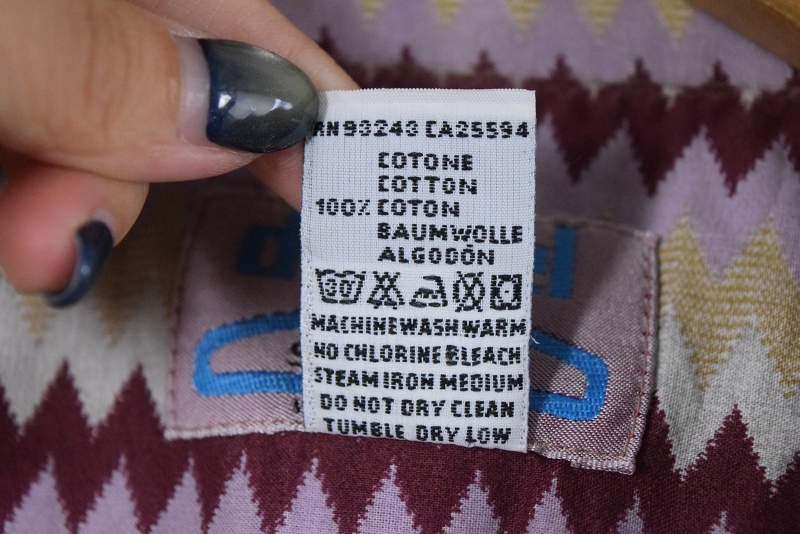 RN 93243 CA25594
COTONE
COTTON
100% COTON
BAUMWOLLE
ALGODÓN
30
MACHINE WASH WARM
NO CHLORINE BLEACH
STEAM IRON MEDIUM
DO NOT DRY CLEAN
TUMBLE DRY LOW